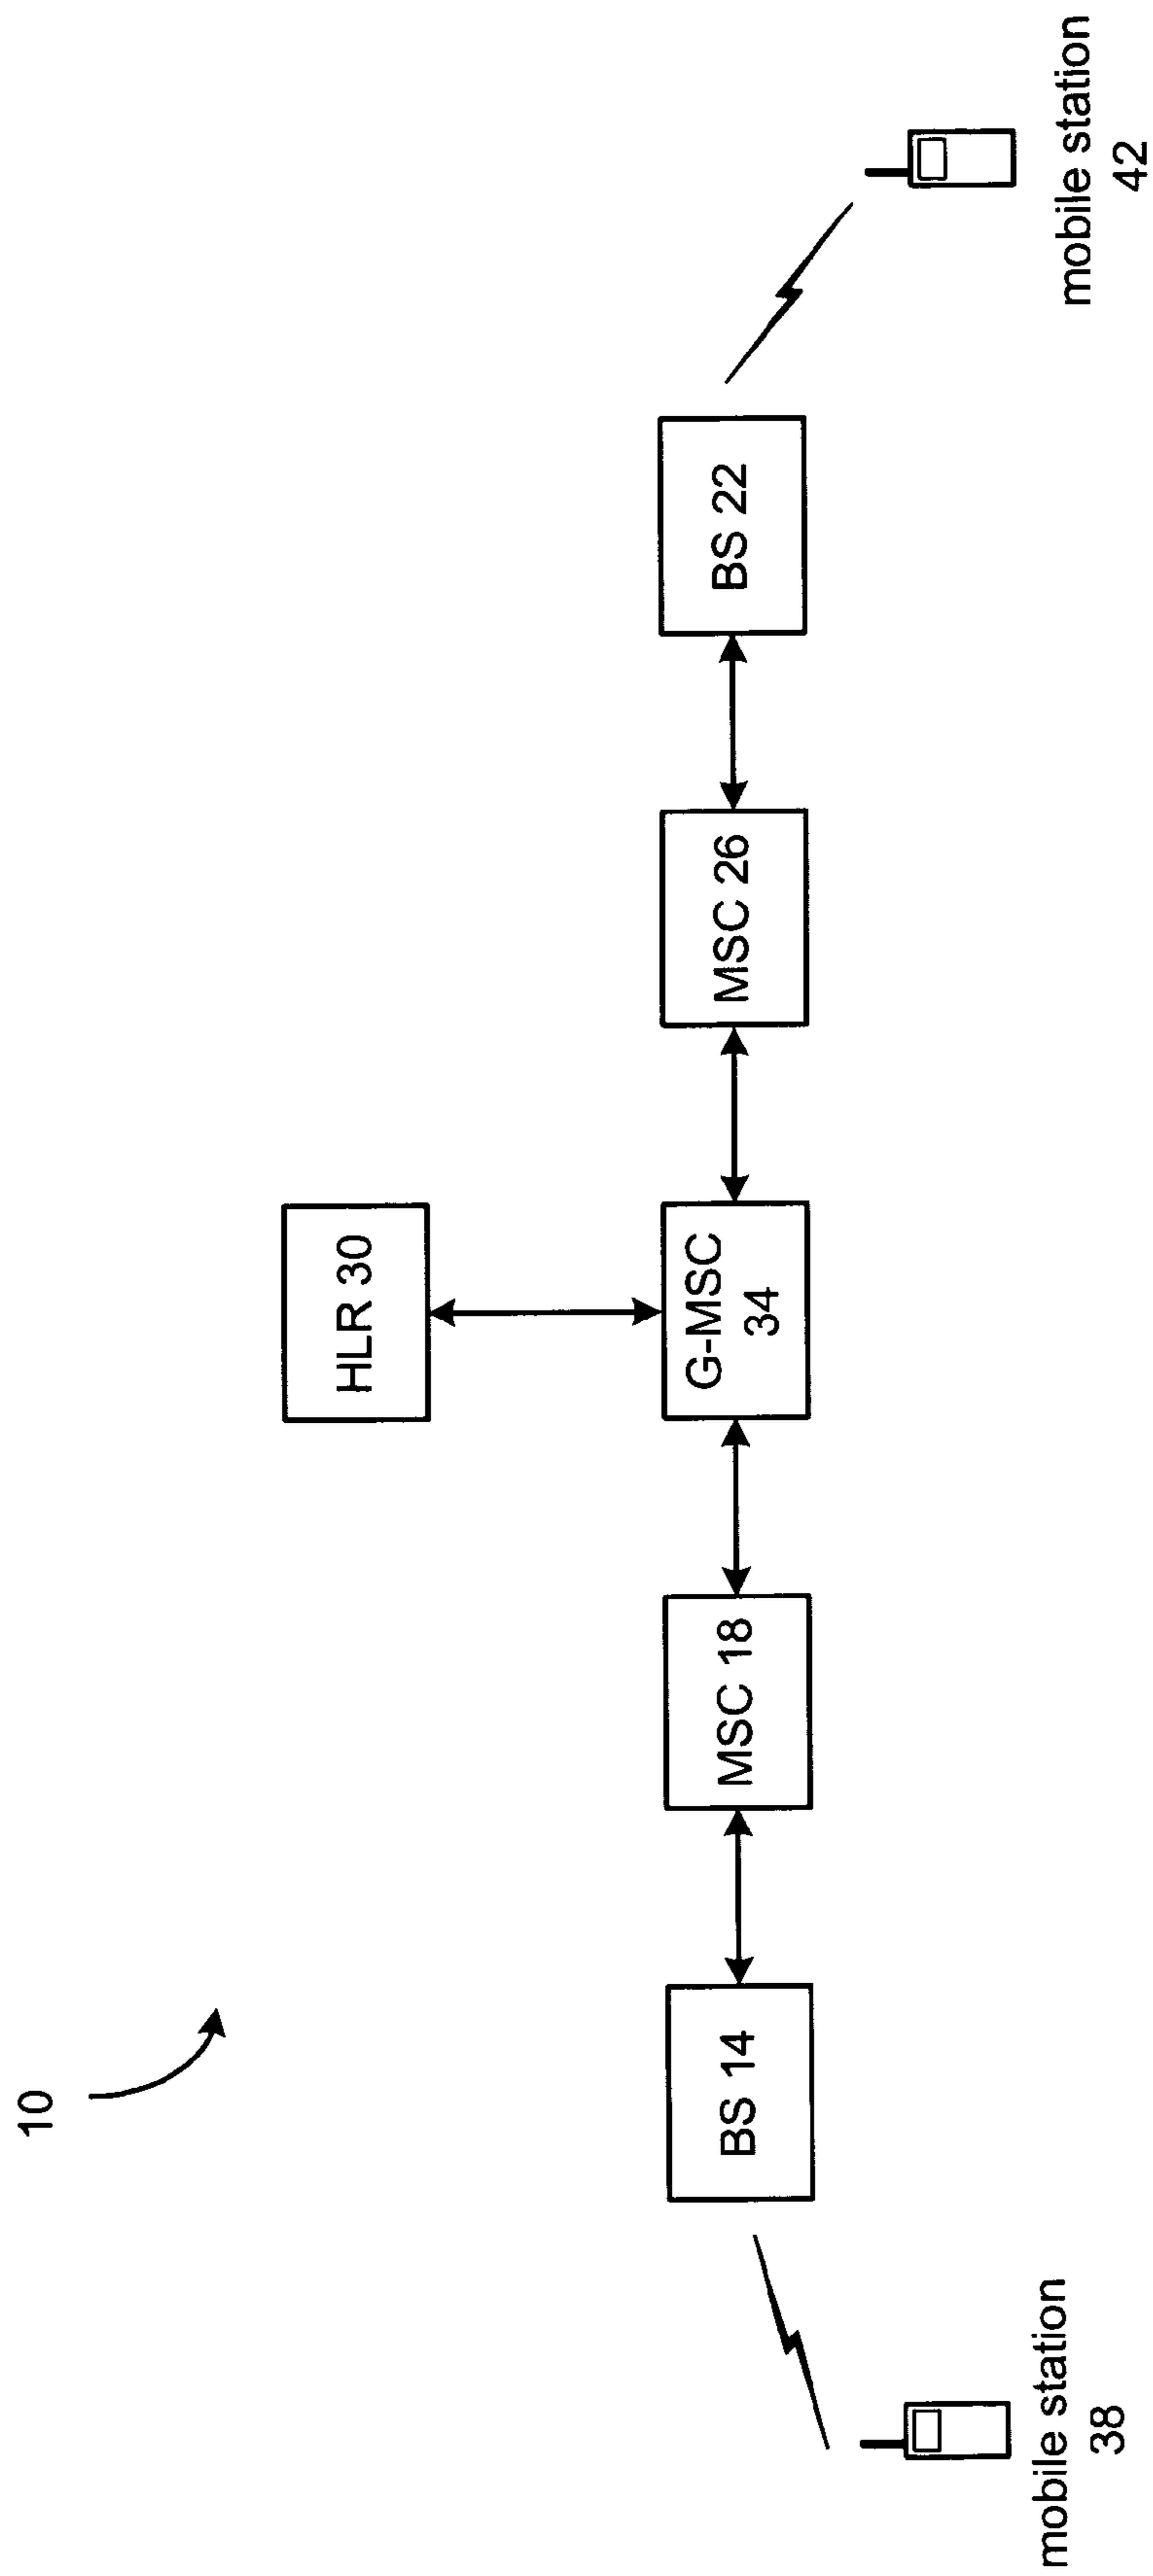 10
HLR 30
BS 14
MSC 18
G-MSC
34
MSC 26
BS 22
mobile station
38
mobile station
42